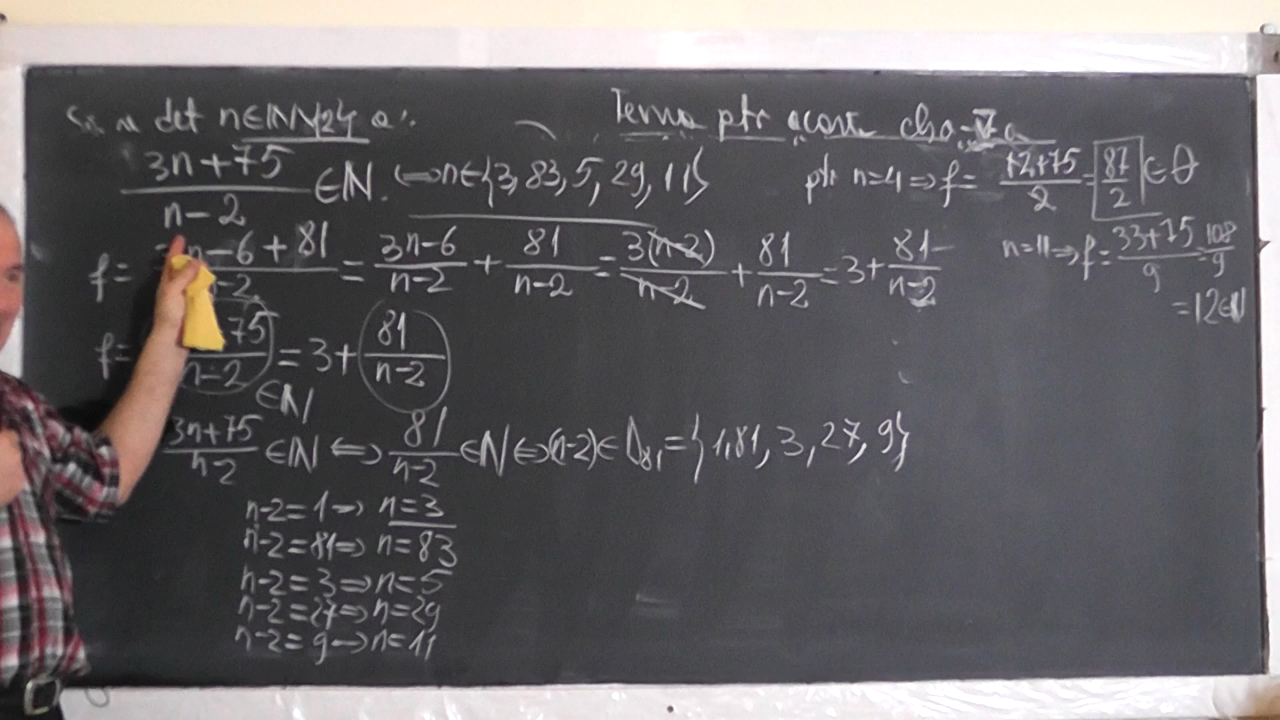 Să se det n∈ℕ\{2} a.î. Tema ptr acasă cls a V a
(3n+75)/(n-2) ∈ℕ. ⟺n∈{3, 83, 5, 29, 11}
ptr n=4 ⇒ f= (12+75)/2 = 87/2 ∈
f= (3n-6+81)/(n-2) = (3n-6)/(n-2) + 81/(n-2) = 3(n-2)/(n-2) + 81/(n-2) = 3+ 81/(n-2)
n=11 ⇒ f= (33+75)/9 = 108/9
=12∈ℕ
f= 75/(n-2) = 3+ 81/(n-2)
∈ℕ
(3n+75)/(n-2) ∈ℕ ⟺ 81/(n-2) ∈ℕ ⟺ (n-2)∈ D₈₁={1,81, 3, 27, 9}
n-2=1 ⇒ n=3
n-2=81 ⇒ n=83
n-2=3 ⇒ n=5
n-2=27 ⇒ n=29
n-2=9 ⇒ n=11